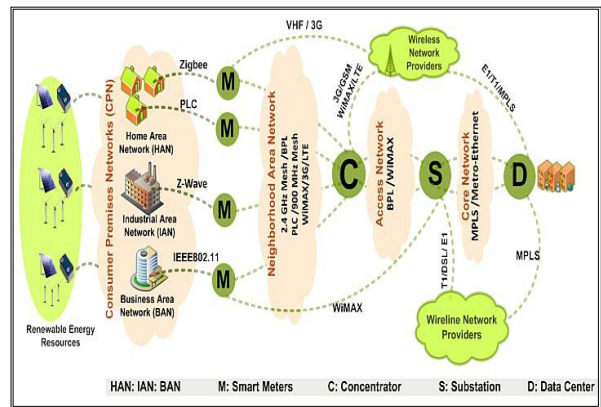 VHF / 3G
Wireless
Network
Providers
Zigbee
M
3G/GSM
WiMAX/LTE
E1/T1/MPLS
Consumer Premises Networks (CPN)
PLC
M
Home Area
Network (HAN)
Neighborhood Area Network
2.4 GHz Mesh /BPL
PLC /900 MHz Mesh
WiMAX/3G/LTE
C
Access Network
BPL /WiMAX
S
Core Network
MPLS /Metro-Ethernet
D
Z-Wave
M
Industrial Area
Network (IAN)
IEEE802.11
M
Business Area
Network (BAN)
WiMAX
T1/DSL/ E1
MPLS
Wireline Network
Providers
Renewable Energy
Resources
HAN: IAN: BAN M: Smart Meters C: Concentrator S: Substation D: Data Center